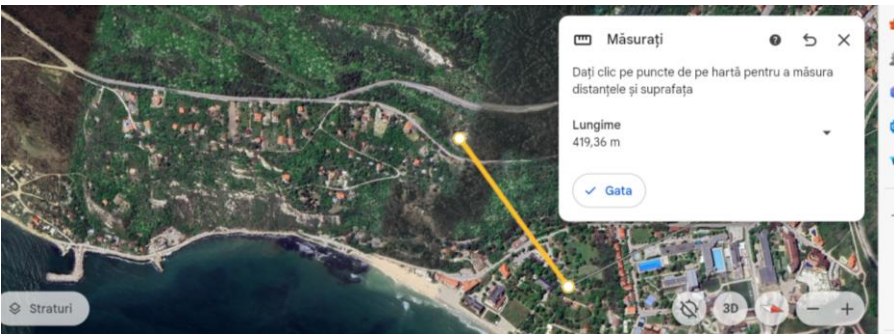 Măsurați
Dați clic pe puncte de pe hartă pentru a măsura
distanțele și suprafața
Lungime
419,36 m
Gata
Straturi
3D